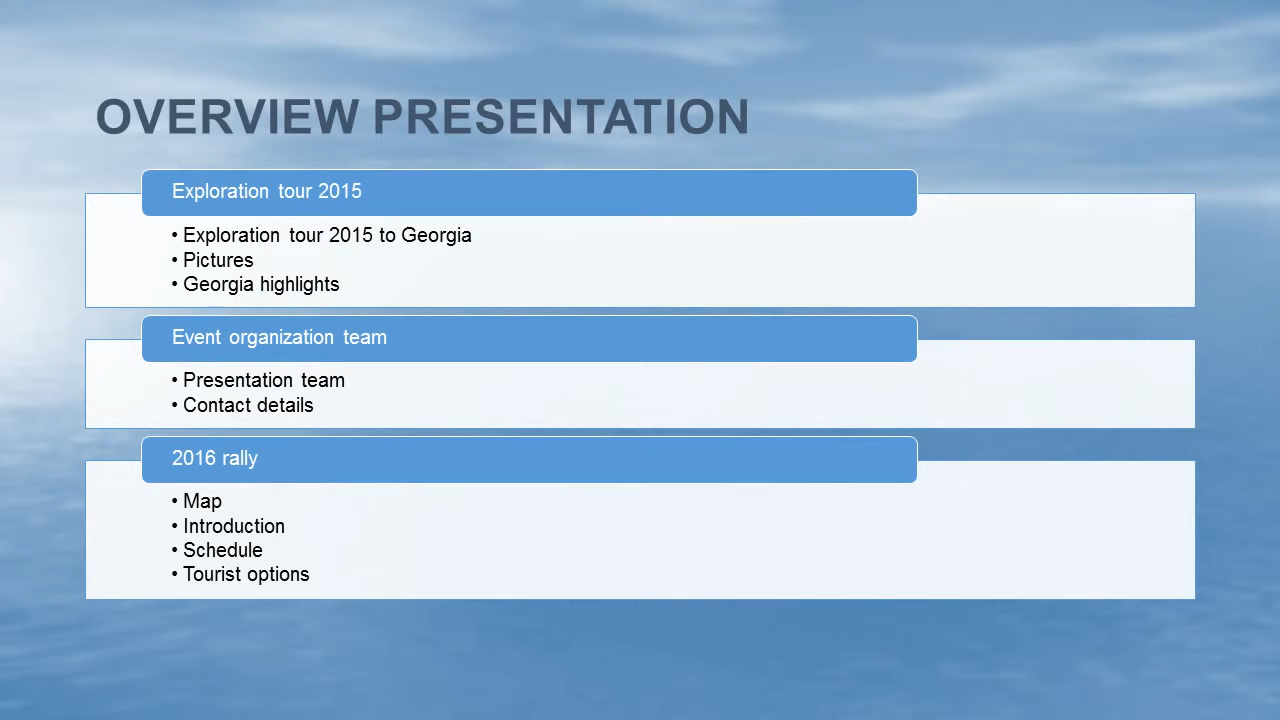 OVERVIEW PRESENTATION
Exploration tour 2015
• Exploration tour 2015 to Georgia
• Pictures
• Georgia highlights
Event organization team
• Presentation team
• Contact details
2016 rally
• Map
• Introduction
• Schedule
• Tourist options